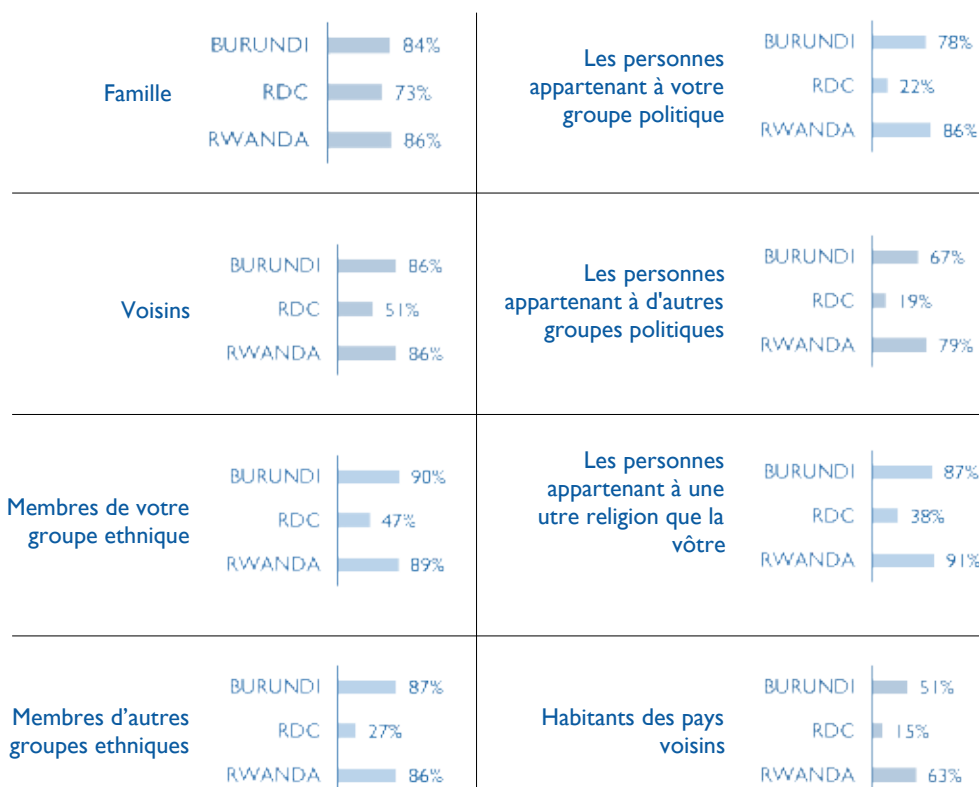 Famille
BURUNDI 84%
RDC 73%
RWANDA 86%
Les personnes
appartenant à votre
groupe politique
BURUNDI 78%
RDC 22%
RWANDA 86%
Voisins
BURUNDI 86%
RDC 51%
RWANDA 86%
Les personnes
appartenant à d'autres
groupes politiques
BURUNDI 67%
RDC 19%
RWANDA 79%
Membres de votre
groupe ethnique
BURUNDI 90%
RDC 47%
RWANDA 89%
Les personnes
appartenant à une
utre religion que la
vôtre
BURUNDI 87%
RDC 38%
RWANDA 91%
Membres d’autres
groupes ethniques
BURUNDI 87%
RDC 27%
RWANDA 86%
Habitants des pays
voisins
BURUNDI 51%
RDC 15%
RWANDA 63%